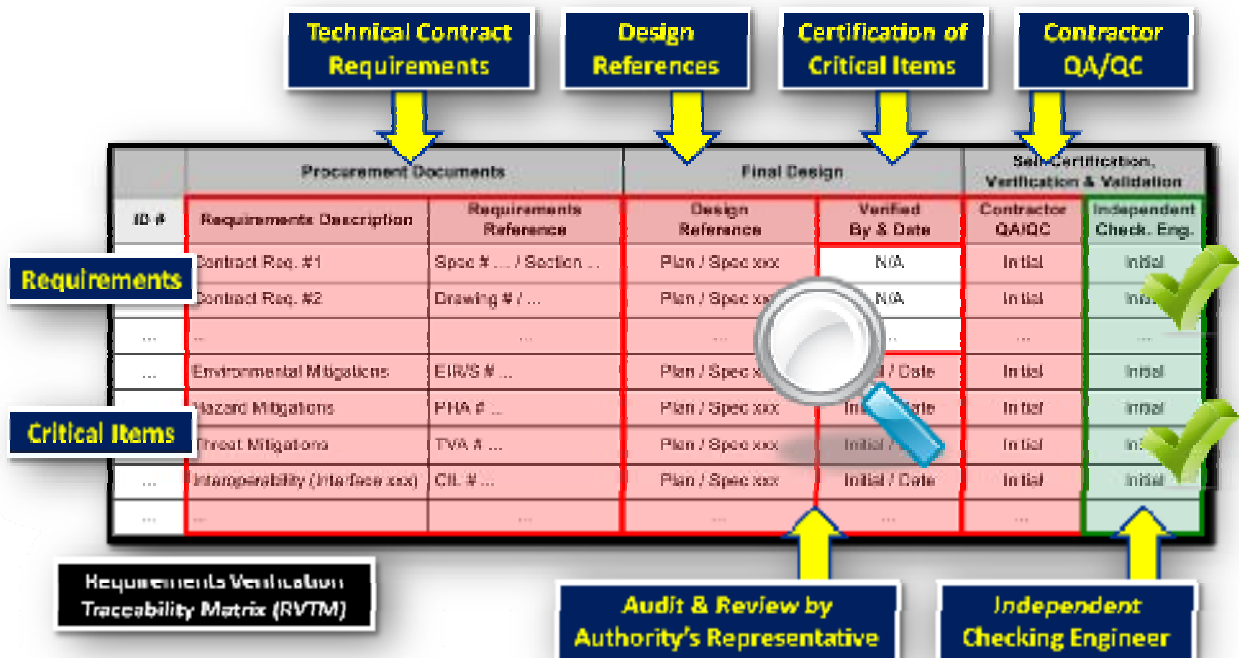 Technical Contract
Requirements
Design
References
Certification of
Critical Items
Contractor
QA/QC
Procurement Documents
Final Design
Self-Certification,
Verification & Validation
ID #
Requirements Description
Requirements
Reference
Design
Reference
Verified
By & Date
Contractor
QA/QC
Independent
Check. Eng.
Requirements
Contract Req. #1 Spec # ... / Section ... Plan / Spec xxx N/A Initial Initial
Contract Req. #2 Drawing # / ... Plan / Spec N/A Initial
... ... ... ... ... ... ...
... Environmental Mitigations EIR/S # ... Plan / Spec / Date Initial Initial
Critical Items
Hazard Mitigations PHA # ... Plan / Spec xxx Initial Initial
Threat Mitigations TVA # ... Plan / Spec xxx Initial / Initial
... Interoperability (Interface xxx) CIL # ... Plan / Spec xxx Initial / Date Initial Initial
... ... ... ... ... ...
Requirements Verification
Traceability Matrix (RVTM)
Audit & Review by
Authority's Representative
Independent
Checking Engineer